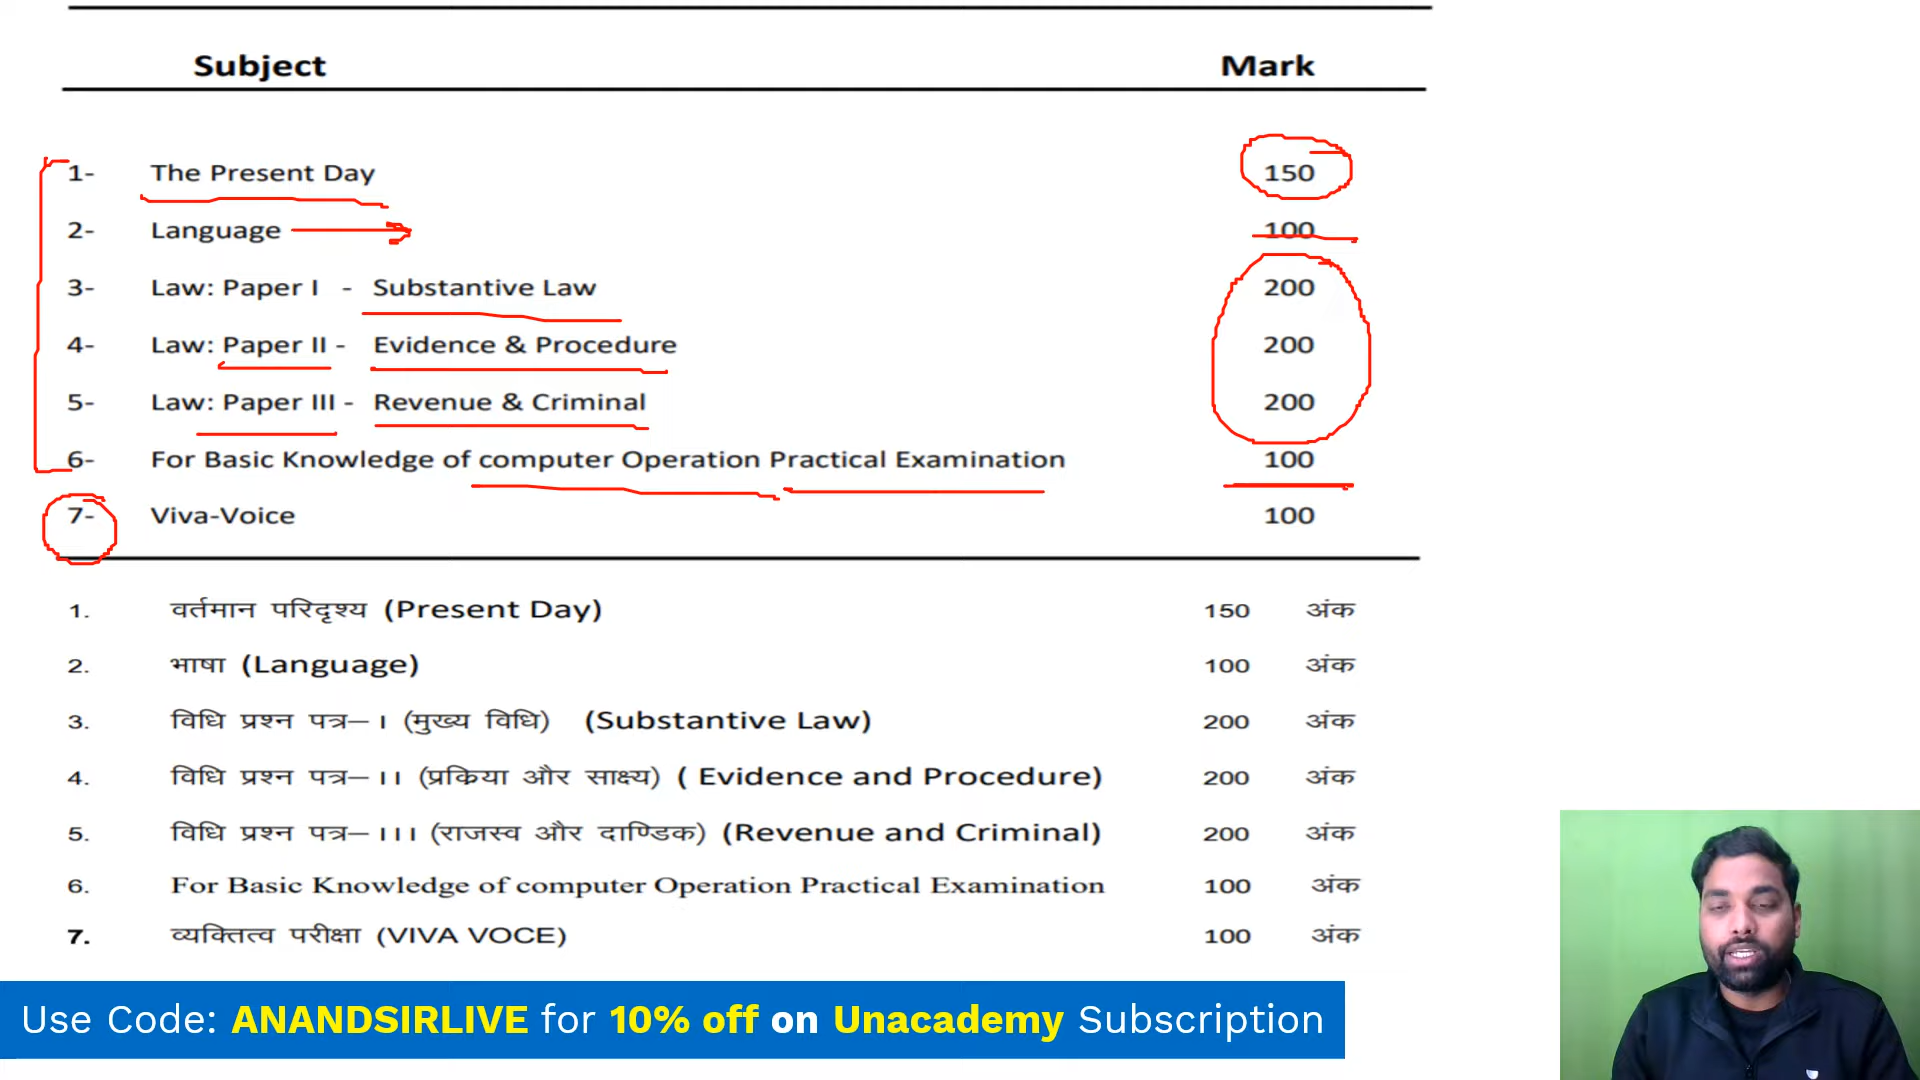 Subject Mark
1- The Present Day 150
2- Language 100
3- Law: Paper I - Substantive Law 200
4- Law: Paper II - Evidence & Procedure 200
5- Law: Paper III - Revenue & Criminal 200
6- For Basic Knowledge of computer Operation Practical Examination 100
7- Viva-Voice 100
1. वर्तमान परिदृश्य (Present Day) 150 अंक
2. भाषा (Language) 100 अंक
3. विधि प्रश्न पत्र– I (मुख्य विधि) (Substantive Law) 200 अंक
4. विधि प्रश्न पत्र– II (प्रकिया और साक्ष्य) ( Evidence and Procedure) 200 अंक
5. विधि प्रश्न पत्र– III (राजस्व और दाण्डिक) (Revenue and Criminal) 200 अंक
6. For Basic Knowledge of computer Operation Practical Examination 100 अंक
7. व्यक्तित्व परीक्षा (VIVA VOCE) 100 अंक
Use Code: ANANDSIRLIVE for 10% off on Unacademy Subscription